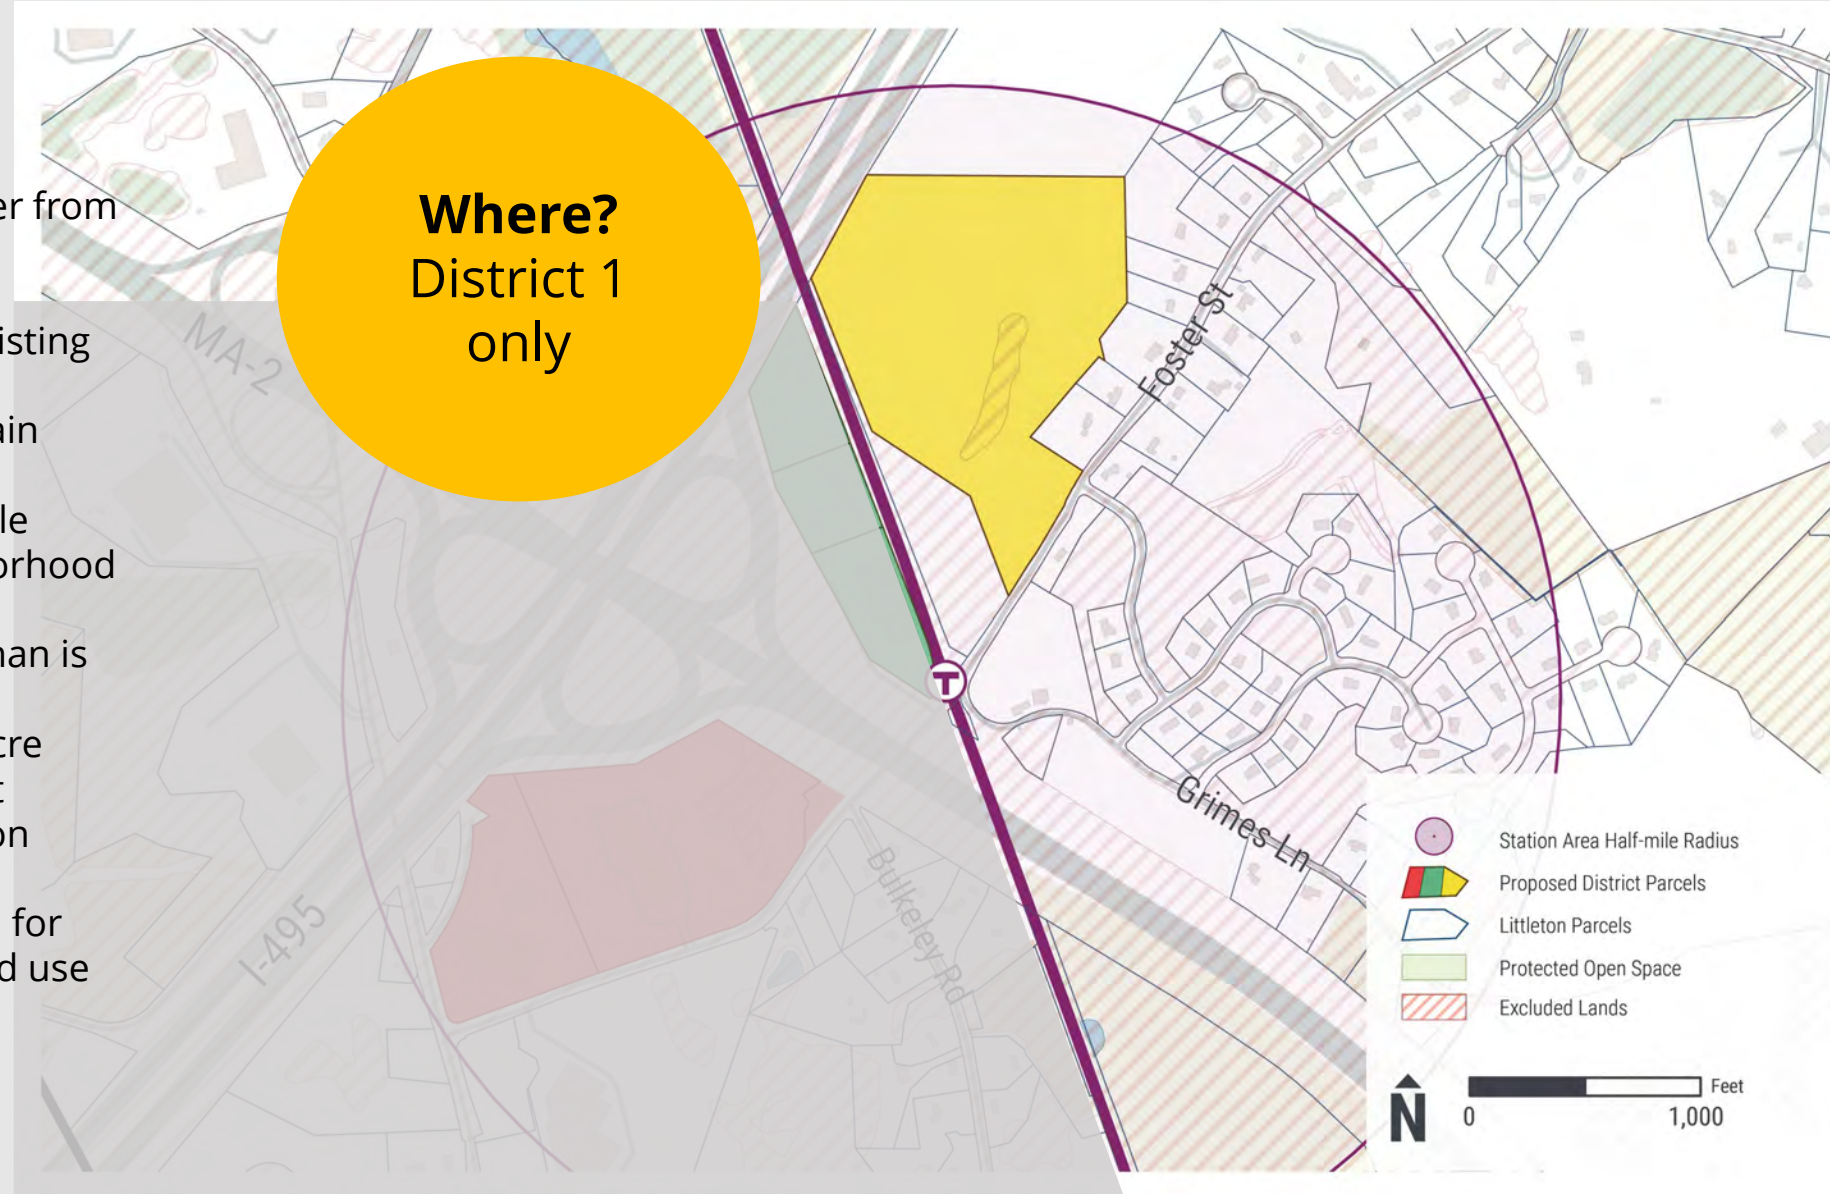 er from
isting
ain
le
orhood
nan is
cre
t
on
for
d use
Where?
District 1
only
MA-2
I-495
Foster St
Grimes Ln
Bulkeley Rd
T
Station Area Half-mile Radius
Proposed District Parcels
Littleton Parcels
Protected Open Space
Excluded Lands
N
Feet
0 1,000